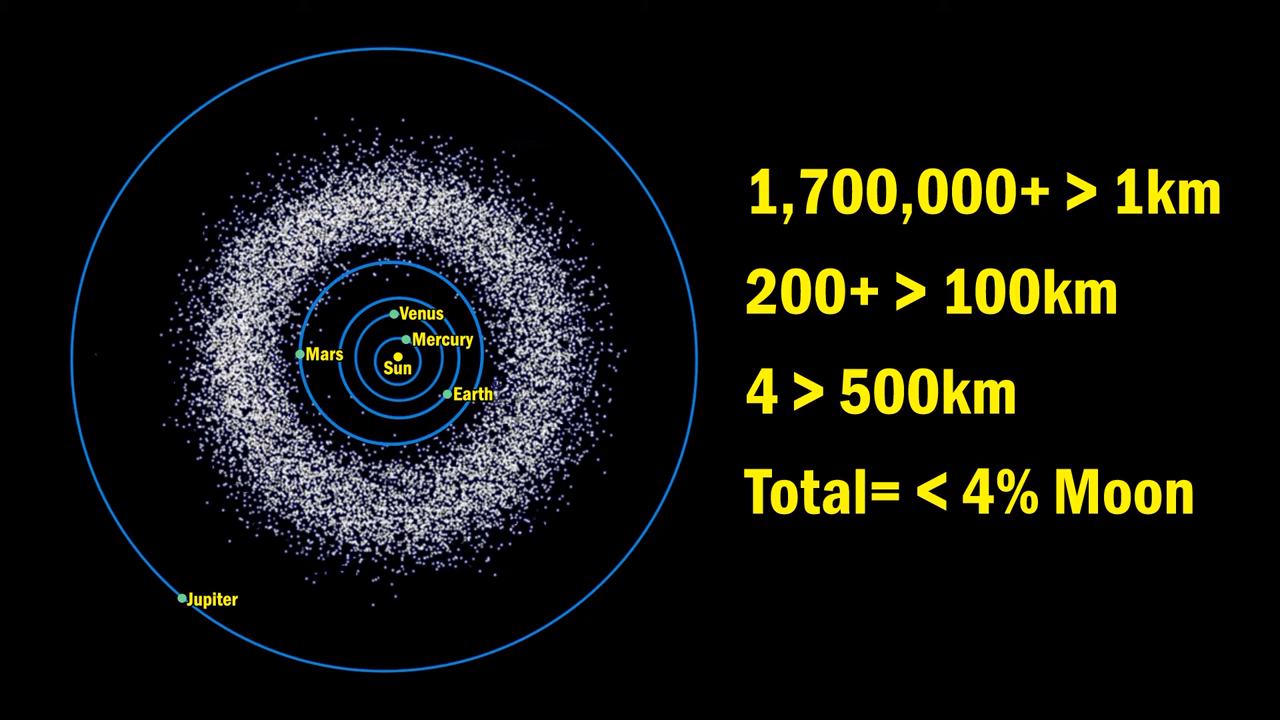 1,700,000+ > 1km
200+ > 100km
4 > 500km
Total= < 4% Moon
Venus
Mercury
Mars
Sun
Earth
Jupiter